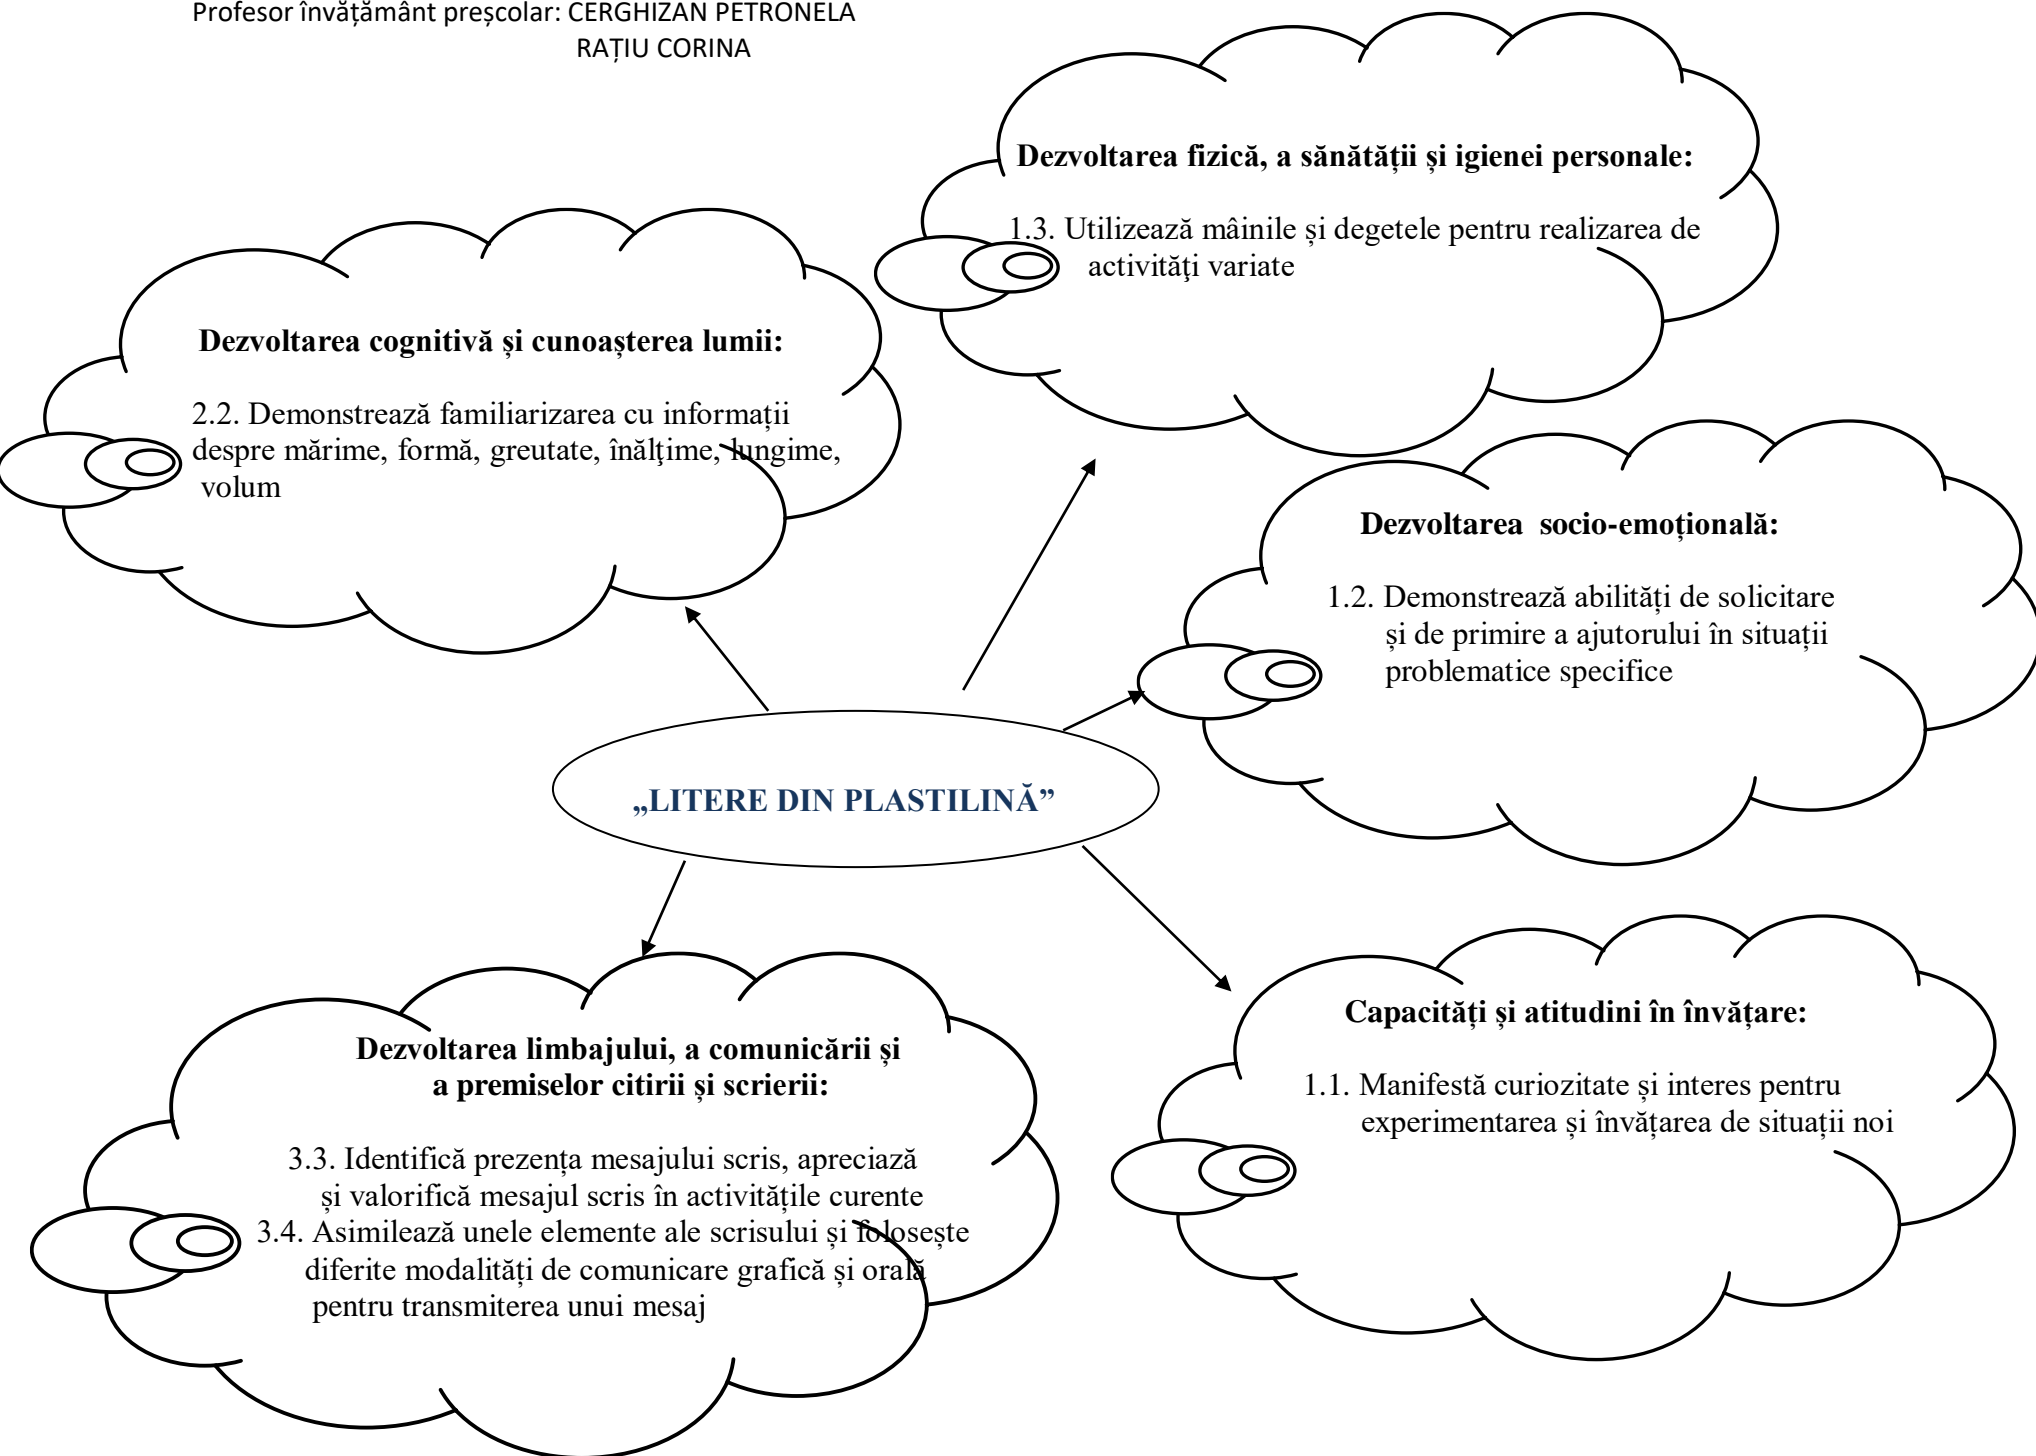 Profesor învățământ preșcolar: CERGHIZAN PETRONELA
RAȚIU CORINA
Dezvoltarea fizică, a sănătății și igienei personale:
1.3. Utilizează mâinile și degetele pentru realizarea de
activităţi variate
Dezvoltarea cognitivă și cunoașterea lumii:
2.2. Demonstrează familiarizarea cu informații
despre mărime, formă, greutate, înălţime, lungime,
volum
Dezvoltarea socio-emoțională:
1.2. Demonstrează abilități de solicitare
și de primire a ajutorului în situații
problematice specifice
„LITERE DIN PLASTILINĂ”
Dezvoltarea limbajului, a comunicării și
a premiselor citirii și scrierii:
3.3. Identifică prezența mesajului scris, apreciază
și valorifică mesajul scris în activitățile curente
3.4. Asimilează unele elemente ale scrisului și folosește
diferite modalități de comunicare grafică și orală
pentru transmiterea unui mesaj
Capacități și atitudini în învățare:
1.1. Manifestă curiozitate și interes pentru
experimentarea și învățarea de situații noi